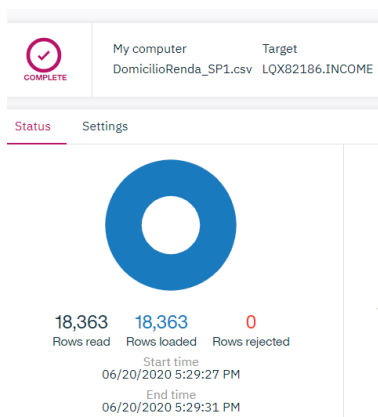 COMPLETE
My computer
DomicilioRenda_SP1.csv
Target
LQX82186.INCOME
Status Settings
18,363 18,363 0
Rows read Rows loaded Rows rejected
Start time
06/20/2020 5:29:27 PM
End time
06/20/2020 5:29:31 PM